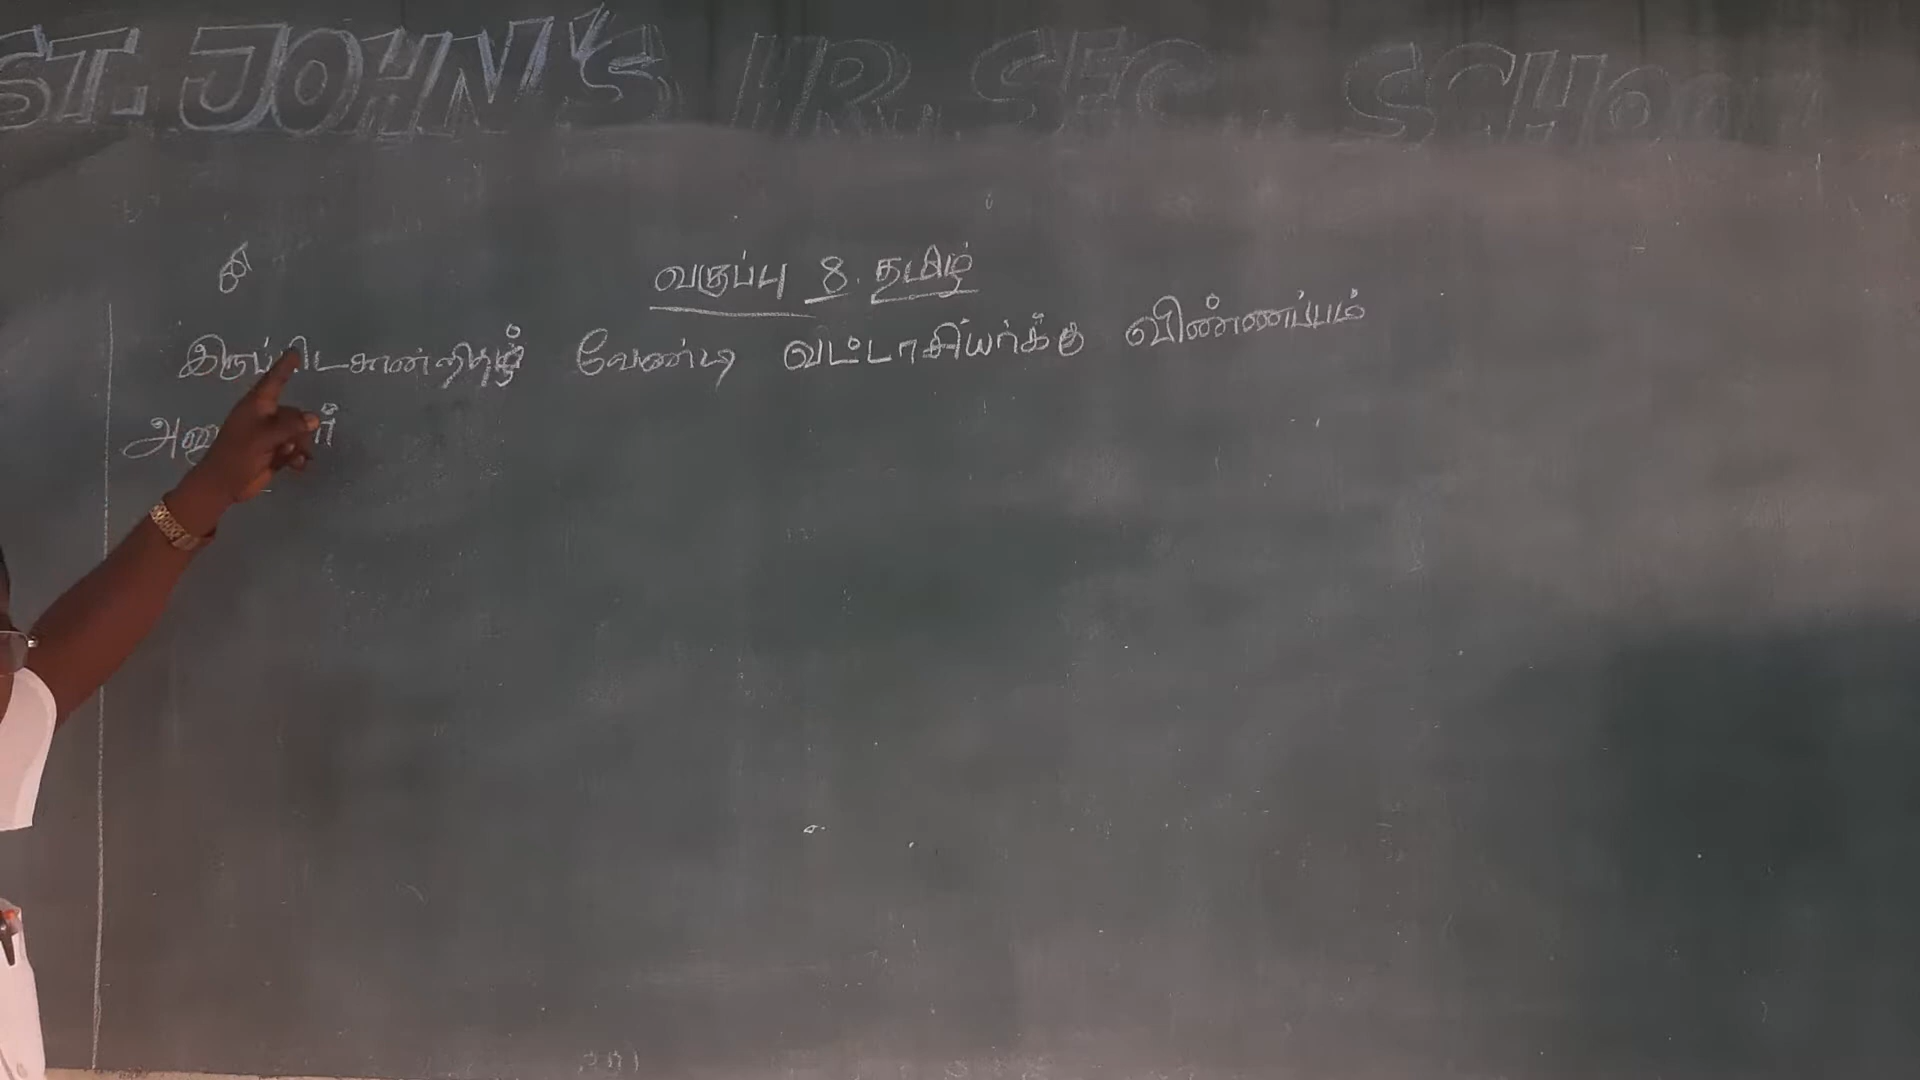 ST. JOHN'S HR. SEC. SCHOOL
வகுப்பு 8. தமிழ்
இருப்பிடசான்றிதழ் வேண்டி வட்டாசியர்க்கு விண்ணப்பம்